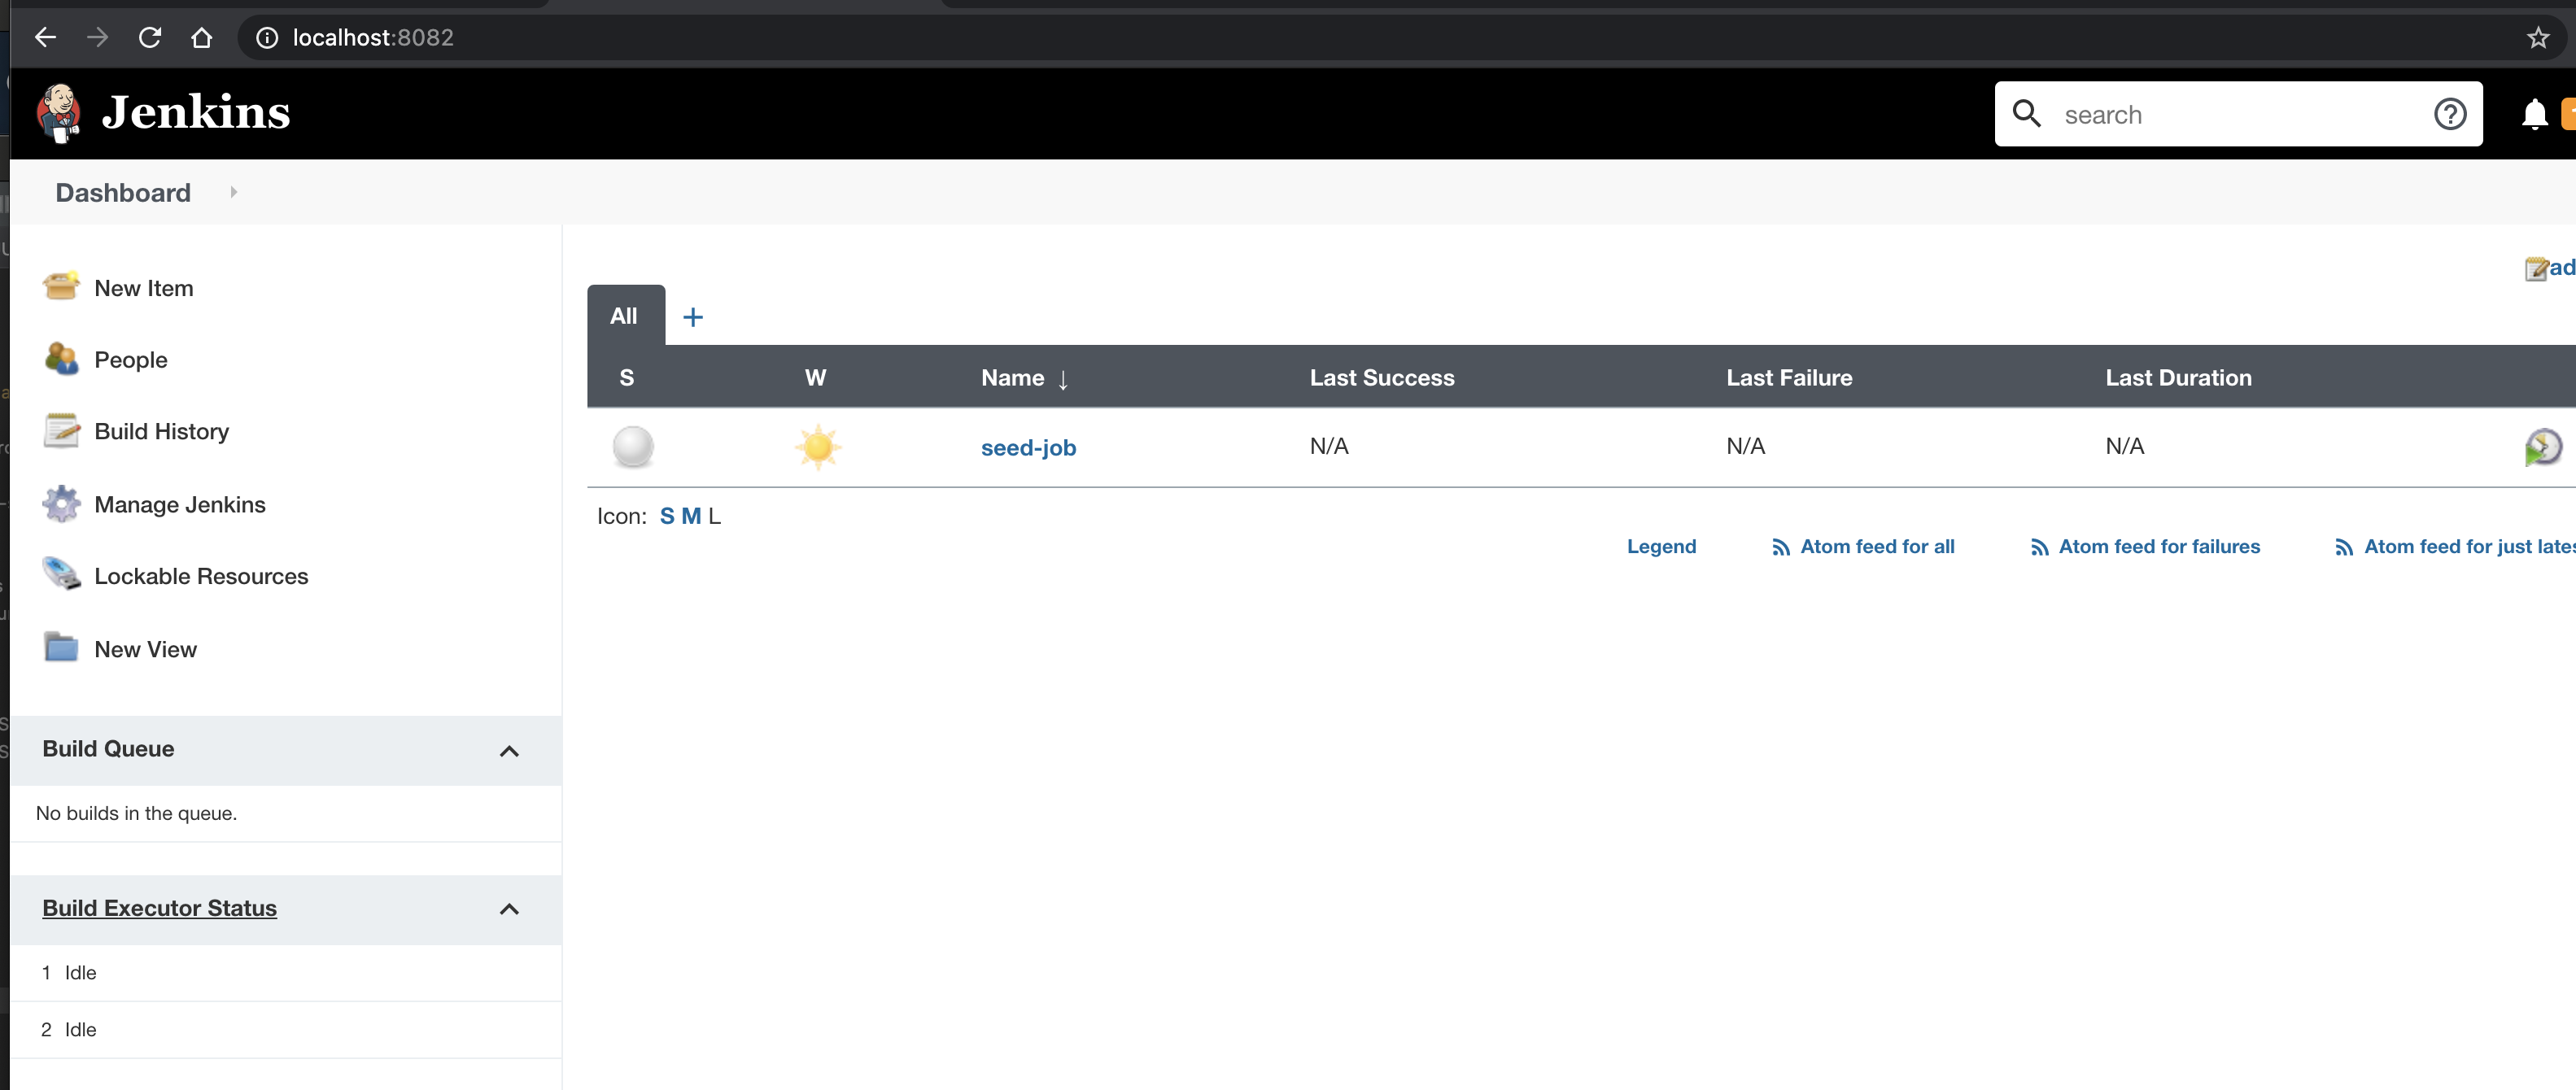 localhost:8082
Jenkins
search
Dashboard
New Item
People
Build History
Manage Jenkins
Lockable Resources
New View
Build Queue
No builds in the queue.
Build Executor Status
1 Idle
2 Idle
ad
All +
S W Name ↓ Last Success Last Failure Last Duration
seed-job N/A N/A N/A
Icon: S M L
Legend Atom feed for all Atom feed for failures Atom feed for just